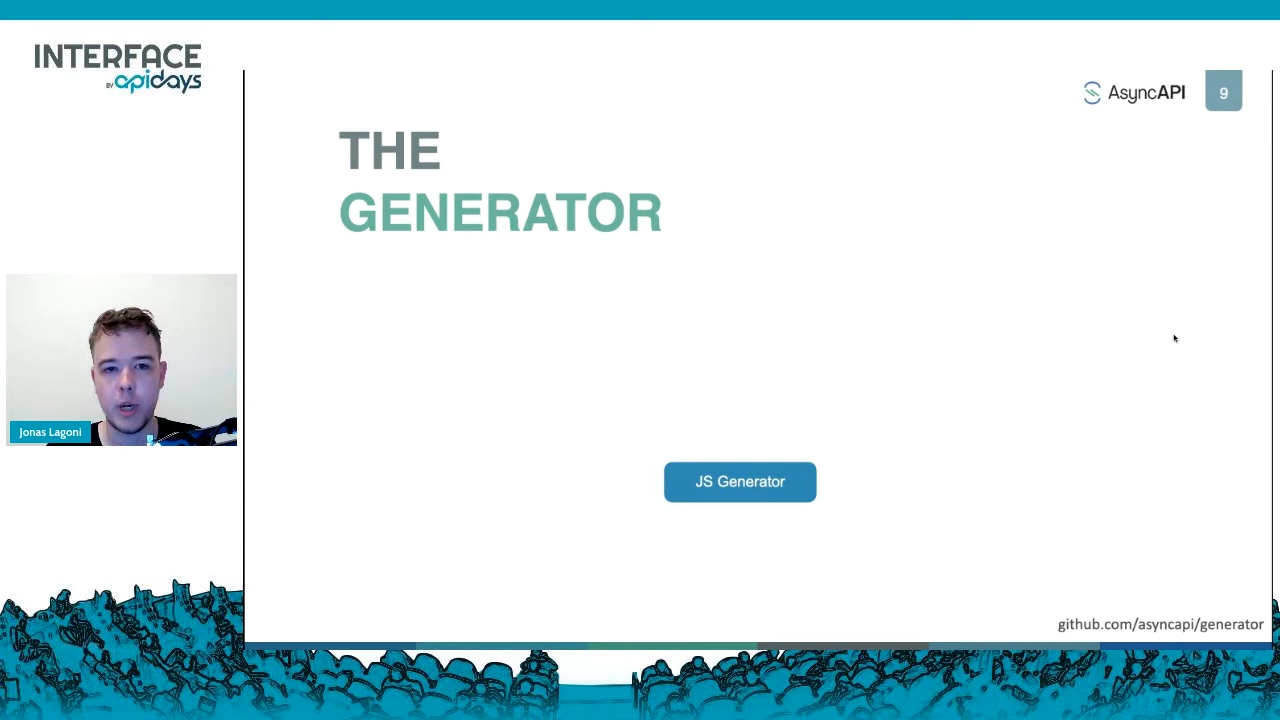 INTERFACE
BY apidays
AsyncAPI
9
THE
GENERATOR
Jonas Lagoni
JS Generator
github.com/asyncapi/generator